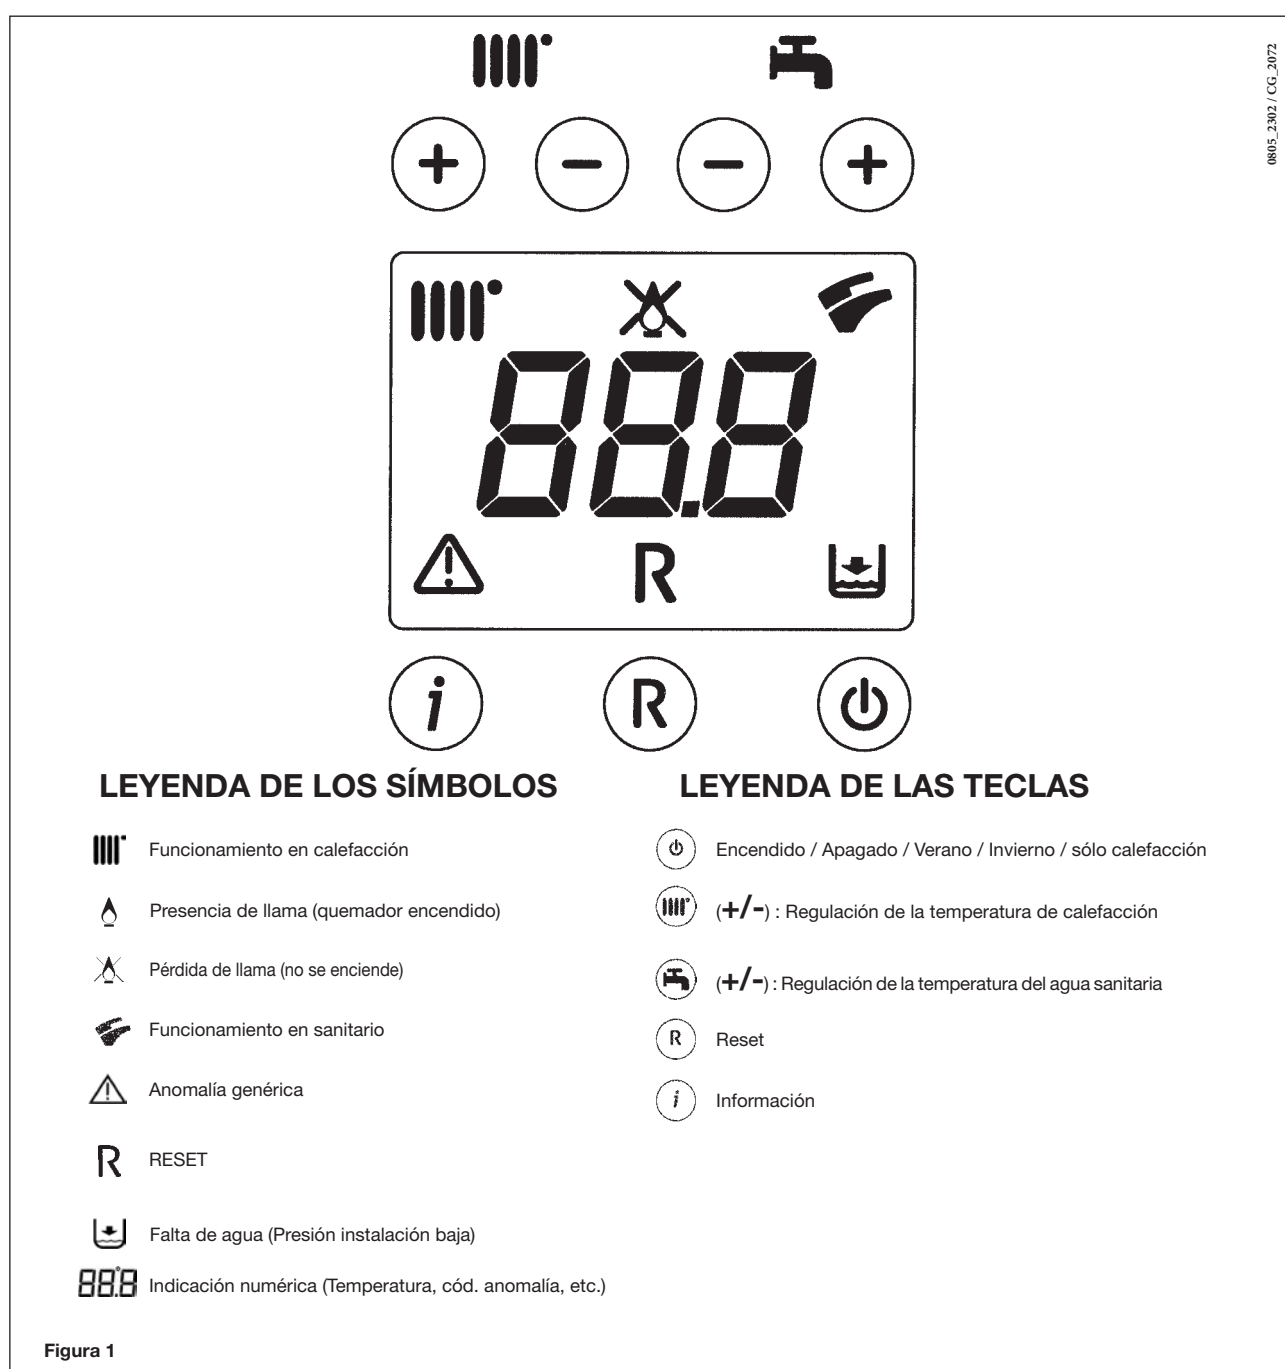 0805_2302 / CG_2072
+ - - +
88.8
R
i R
LEYENDA DE LOS SÍMBOLOS
Funcionamiento en calefacción
Presencia de llama (quemador encendido)
Pérdida de llama (no se enciende)
Funcionamiento en sanitario
Anomalía genérica
R RESET
Falta de agua (Presión instalación baja)
88.8 Indicación numérica (Temperatura, cód. anomalía, etc.)
LEYENDA DE LAS TECLAS
Encendido / Apagado / Verano / Invierno / sólo calefacción
(+/-) : Regulación de la temperatura de calefacción
(+/-) : Regulación de la temperatura del agua sanitaria
R Reset
i Información
Figura 1